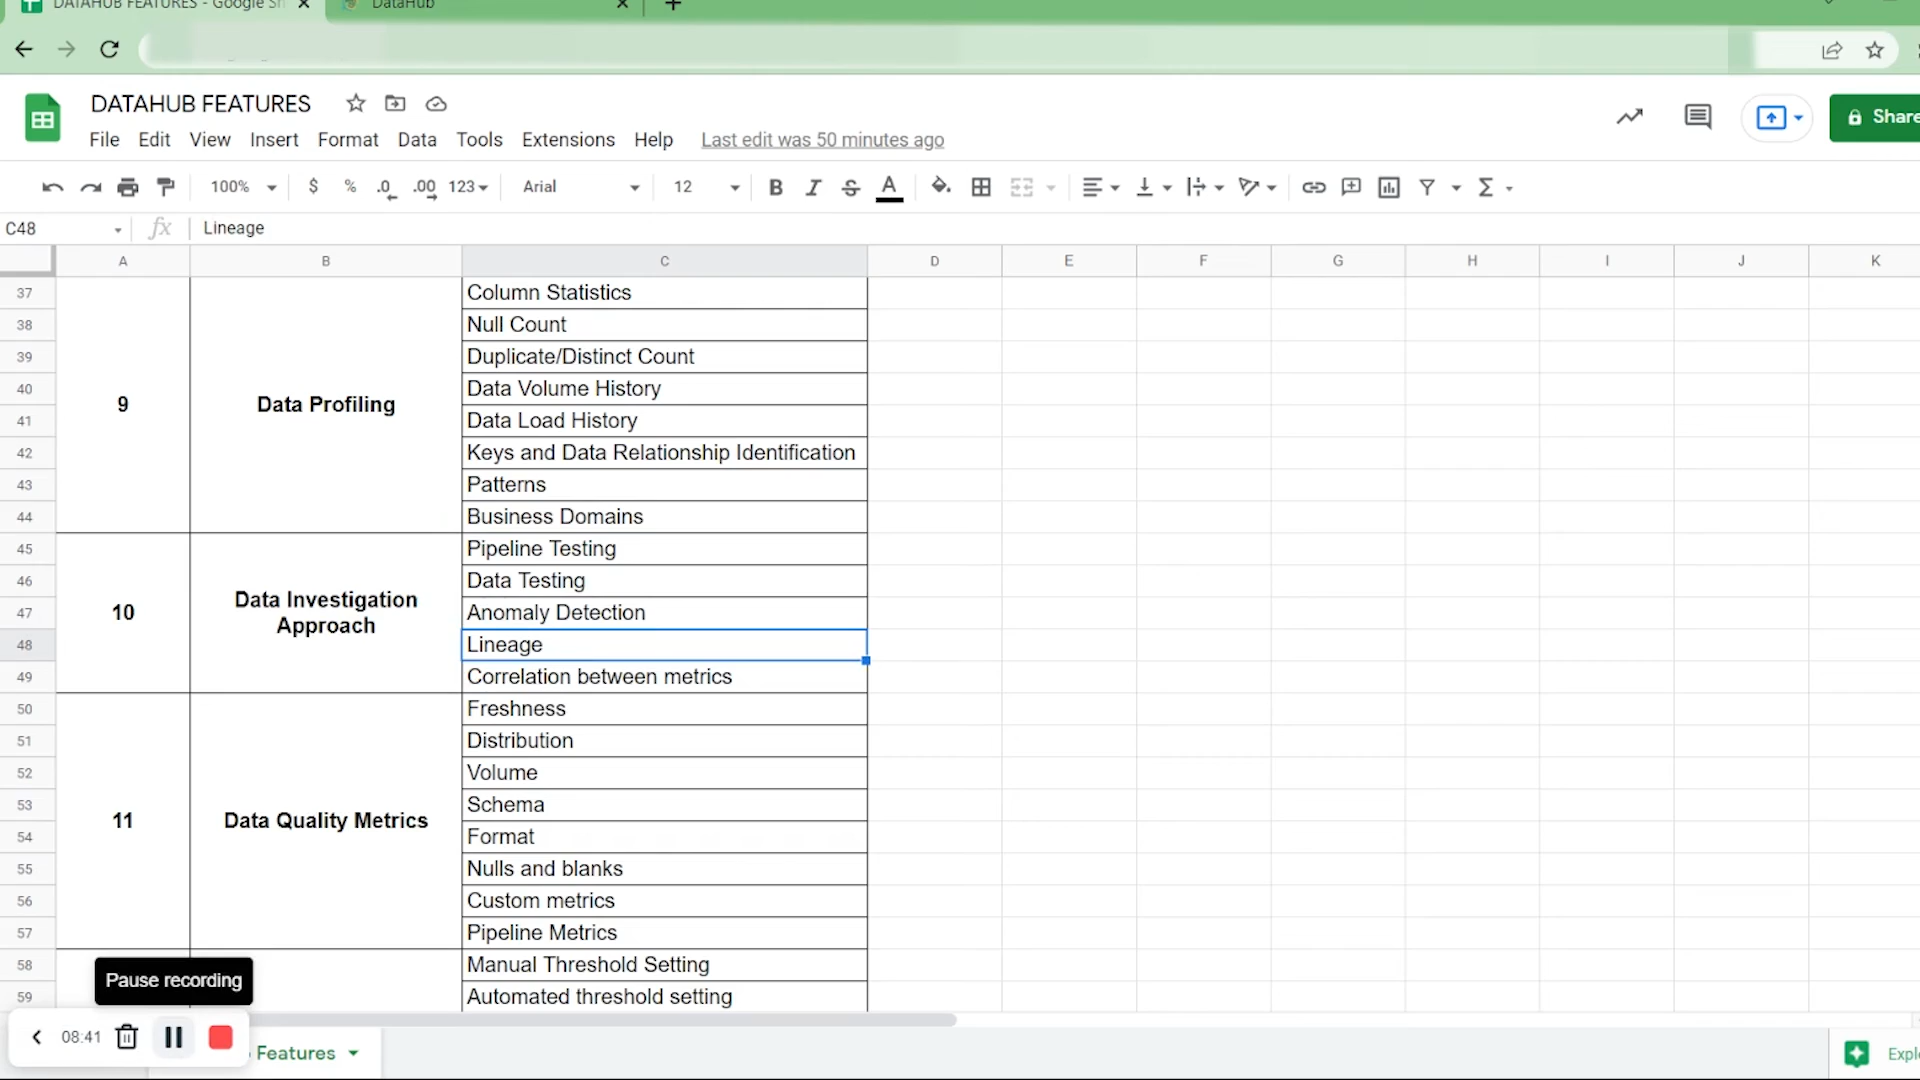 DATAHUB FEATURES - Google Sh
DataHub
DATAHUB FEATURES
File Edit View Insert Format Data Tools Extensions Help Last edit was 50 minutes ago
Share
100% $ % .0 .00 123 Arial 12 B I S A Σ
C48 fx Lineage
A B C D E F G H I J K
37 Column Statistics
38 Null Count
39 Duplicate/Distinct Count
40 Data Volume History
9 Data Profiling
41 Data Load History
42 Keys and Data Relationship Identification
43 Patterns
44 Business Domains
45 Pipeline Testing
46 Data Testing
10 Data Investigation
Approach
47 Anomaly Detection
48 Lineage
49 Correlation between metrics
50 Freshness
51 Distribution
52 Volume
53 Schema
11 Data Quality Metrics
54 Format
55 Nulls and blanks
56 Custom metrics
57 Pipeline Metrics
58 Manual Threshold Setting
59 Automated threshold setting
Pause recording
08:41
Features
Explo